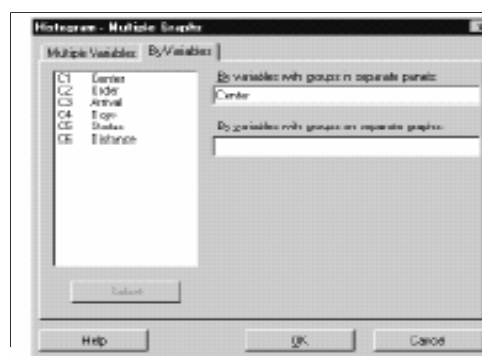 Histogram - Multiple Graphs
Multiple Variables By Variables
C1 Center
C2 Order
C3 Arrival
C4 Days
C5 Status
C6 Distance
By variables with groups in separate panels:
Center
By variables with groups on separate graphs:
Select
Help OK Cancel